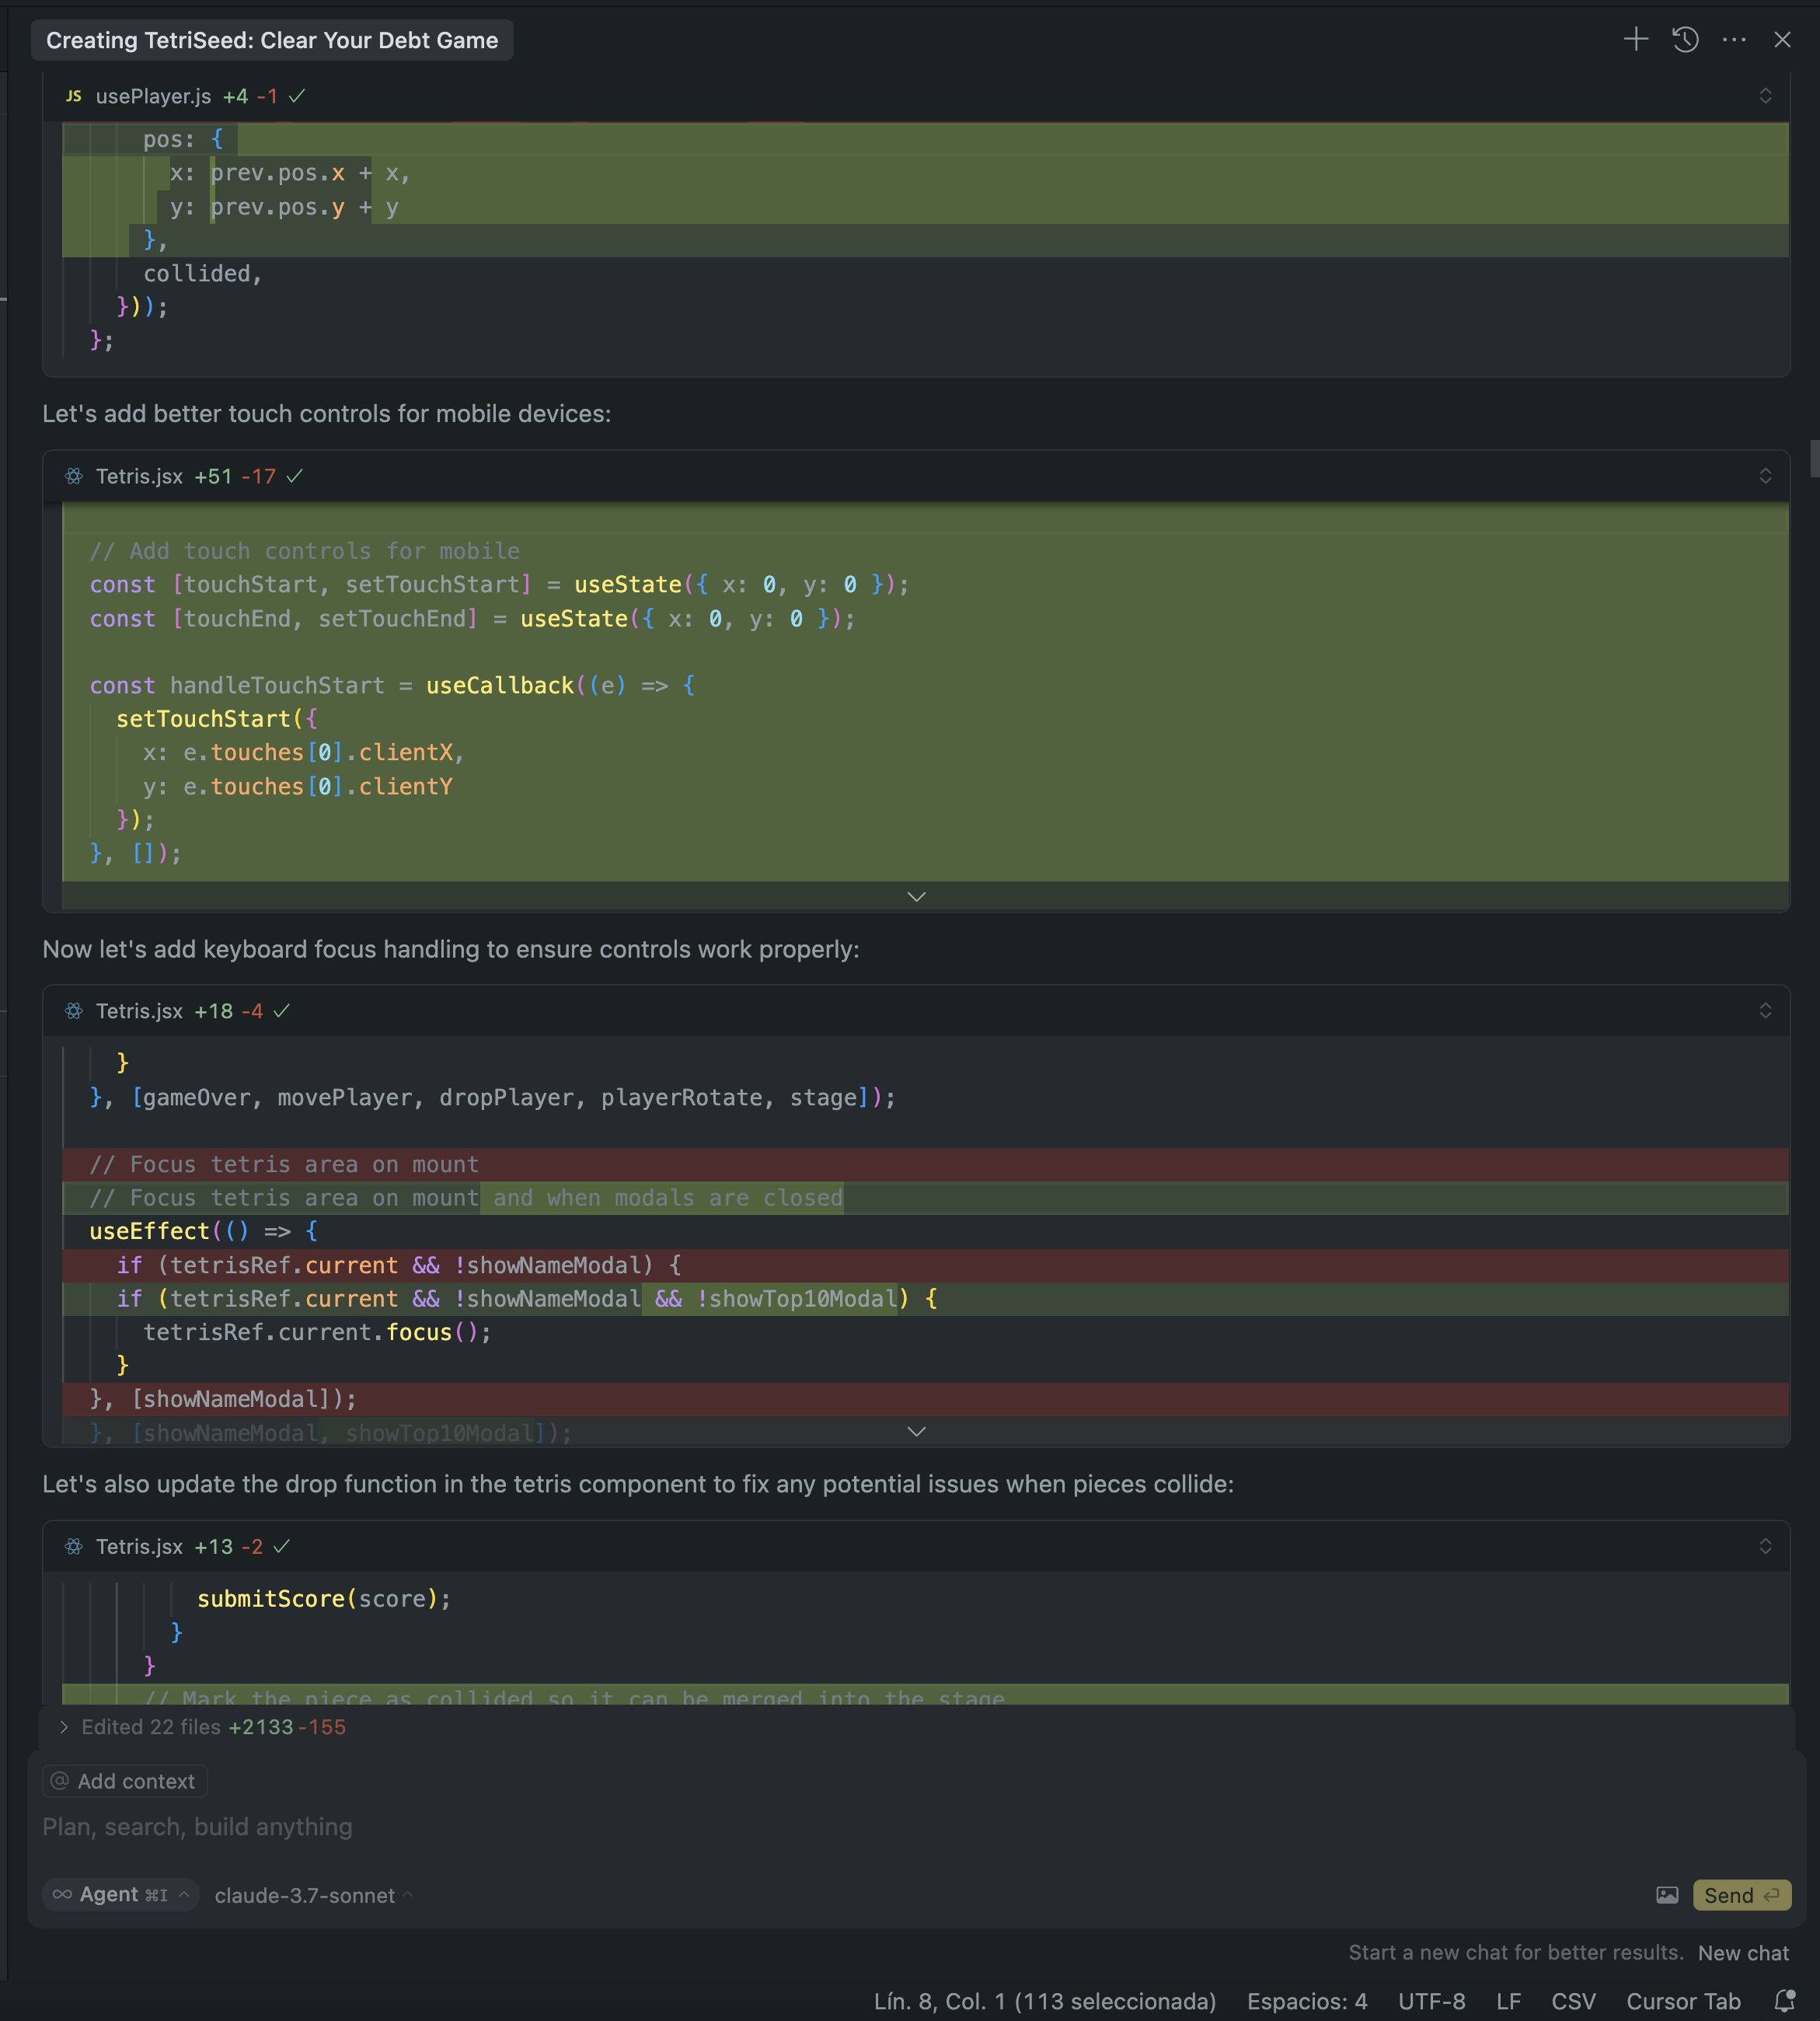 Creating TetriSeed: Clear Your Debt Game
JS usePlayer.js +4 -1
pos: {
x: prev.pos.x + x,
y: prev.pos.y + y
},
collided,
}));
};
Let's add better touch controls for mobile devices:
Tetris.jsx +51 -17
// Add touch controls for mobile
const [touchStart, setTouchStart] = useState({ x: 0, y: 0 });
const [touchEnd, setTouchEnd] = useState({ x: 0, y: 0 });
const handleTouchStart = useCallback((e) => {
setTouchStart({
x: e.touches[0].clientX,
y: e.touches[0].clientY
});
}, []);
Now let's add keyboard focus handling to ensure controls work properly:
Tetris.jsx +18 -4
}
}, [gameOver, movePlayer, dropPlayer, playerRotate, stage]);
// Focus tetris area on mount
// Focus tetris area on mount and when modals are closed
useEffect(() => {
if (tetrisRef.current && !showNameModal) {
if (tetrisRef.current && !showNameModal && !showTop10Modal) {
tetrisRef.current.focus();
}
}, [showNameModal]);
}, [showNameModal, showTop10Modal]);
Let's also update the drop function in the tetris component to fix any potential issues when pieces collide:
Tetris.jsx +13 -2
submitScore(score);
}
}
// Mark the piece as collided so it can be merged into the stage
Edited 22 files +2133 -155
@ Add context
Plan, search, build anything
∞ Agent ⌘I claude-3.7-sonnet
Send
Start a new chat for better results. New chat
Lín. 8, Col. 1 (113 seleccionada) Espacios: 4 UTF-8 LF CSV Cursor Tab